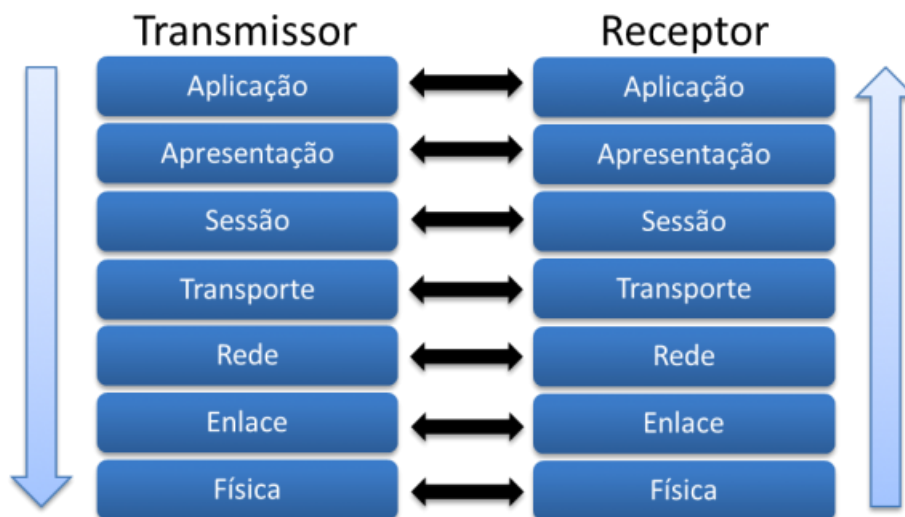 Transmissor Receptor
Aplicação Aplicação
Apresentação Apresentação
Sessão Sessão
Transporte Transporte
Rede Rede
Enlace Enlace
Física Física